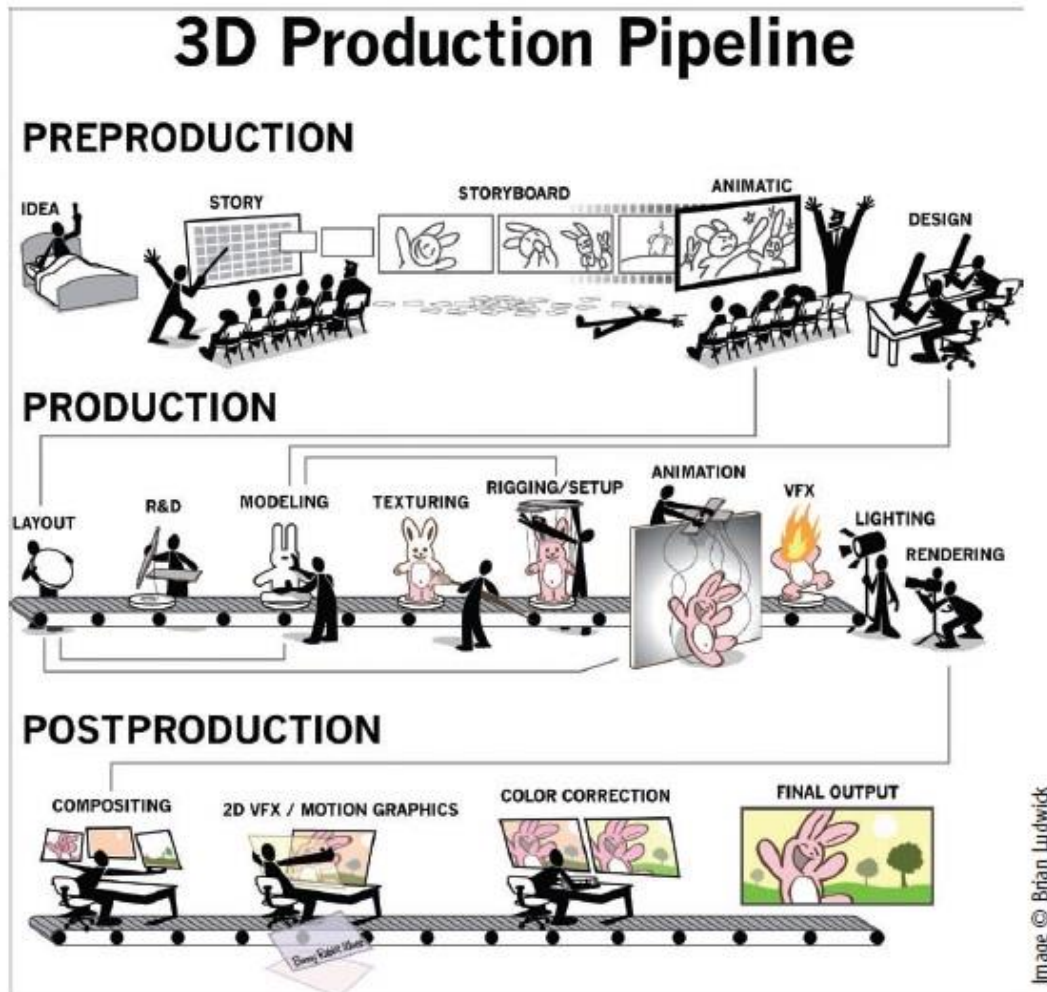 3D Production Pipeline
PREPRODUCTION
IDEA
STORY
STORYBOARD
ANIMATIC
DESIGN
PRODUCTION
LAYOUT
R&D
MODELING
TEXTURING
RIGGING/SETUP
ANIMATION
VFX
LIGHTING
RENDERING
POSTPRODUCTION
COMPOSITING
2D VFX / MOTION GRAPHICS
COLOR CORRECTION
FINAL OUTPUT
Rabbit
Image © Brian Ludwick